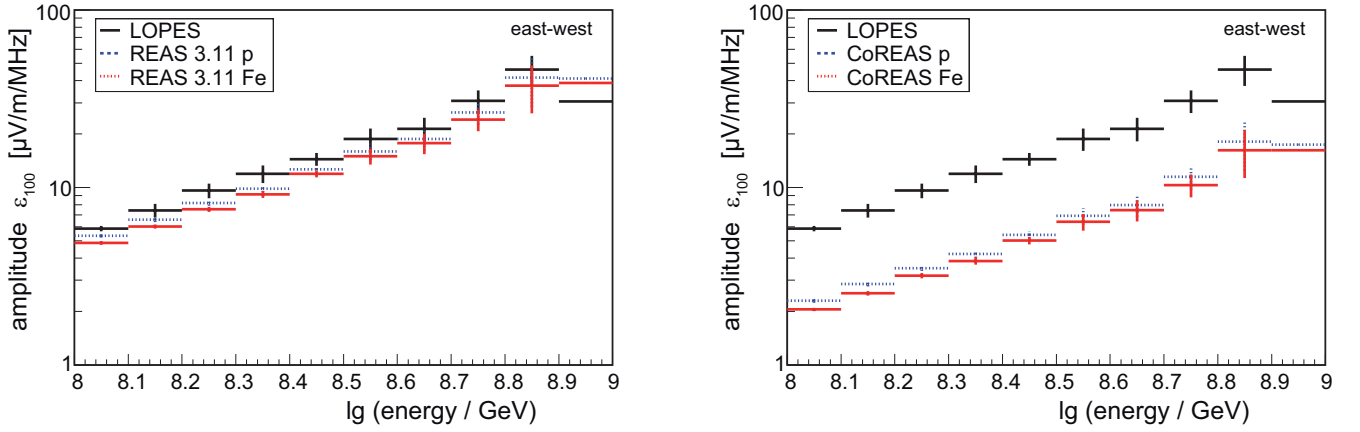 100
LOPES
REAS 3.11 p
REAS 3.11 Fe
east-west
amplitude ε₁₀₀ [µV/m/MHz]
10
1
8 8.1 8.2 8.3 8.4 8.5 8.6 8.7 8.8 8.9 9
lg (energy / GeV)
100
LOPES
CoREAS p
CoREAS Fe
east-west
amplitude ε₁₀₀ [µV/m/MHz]
10
1
8 8.1 8.2 8.3 8.4 8.5 8.6 8.7 8.8 8.9 9
lg (energy / GeV)